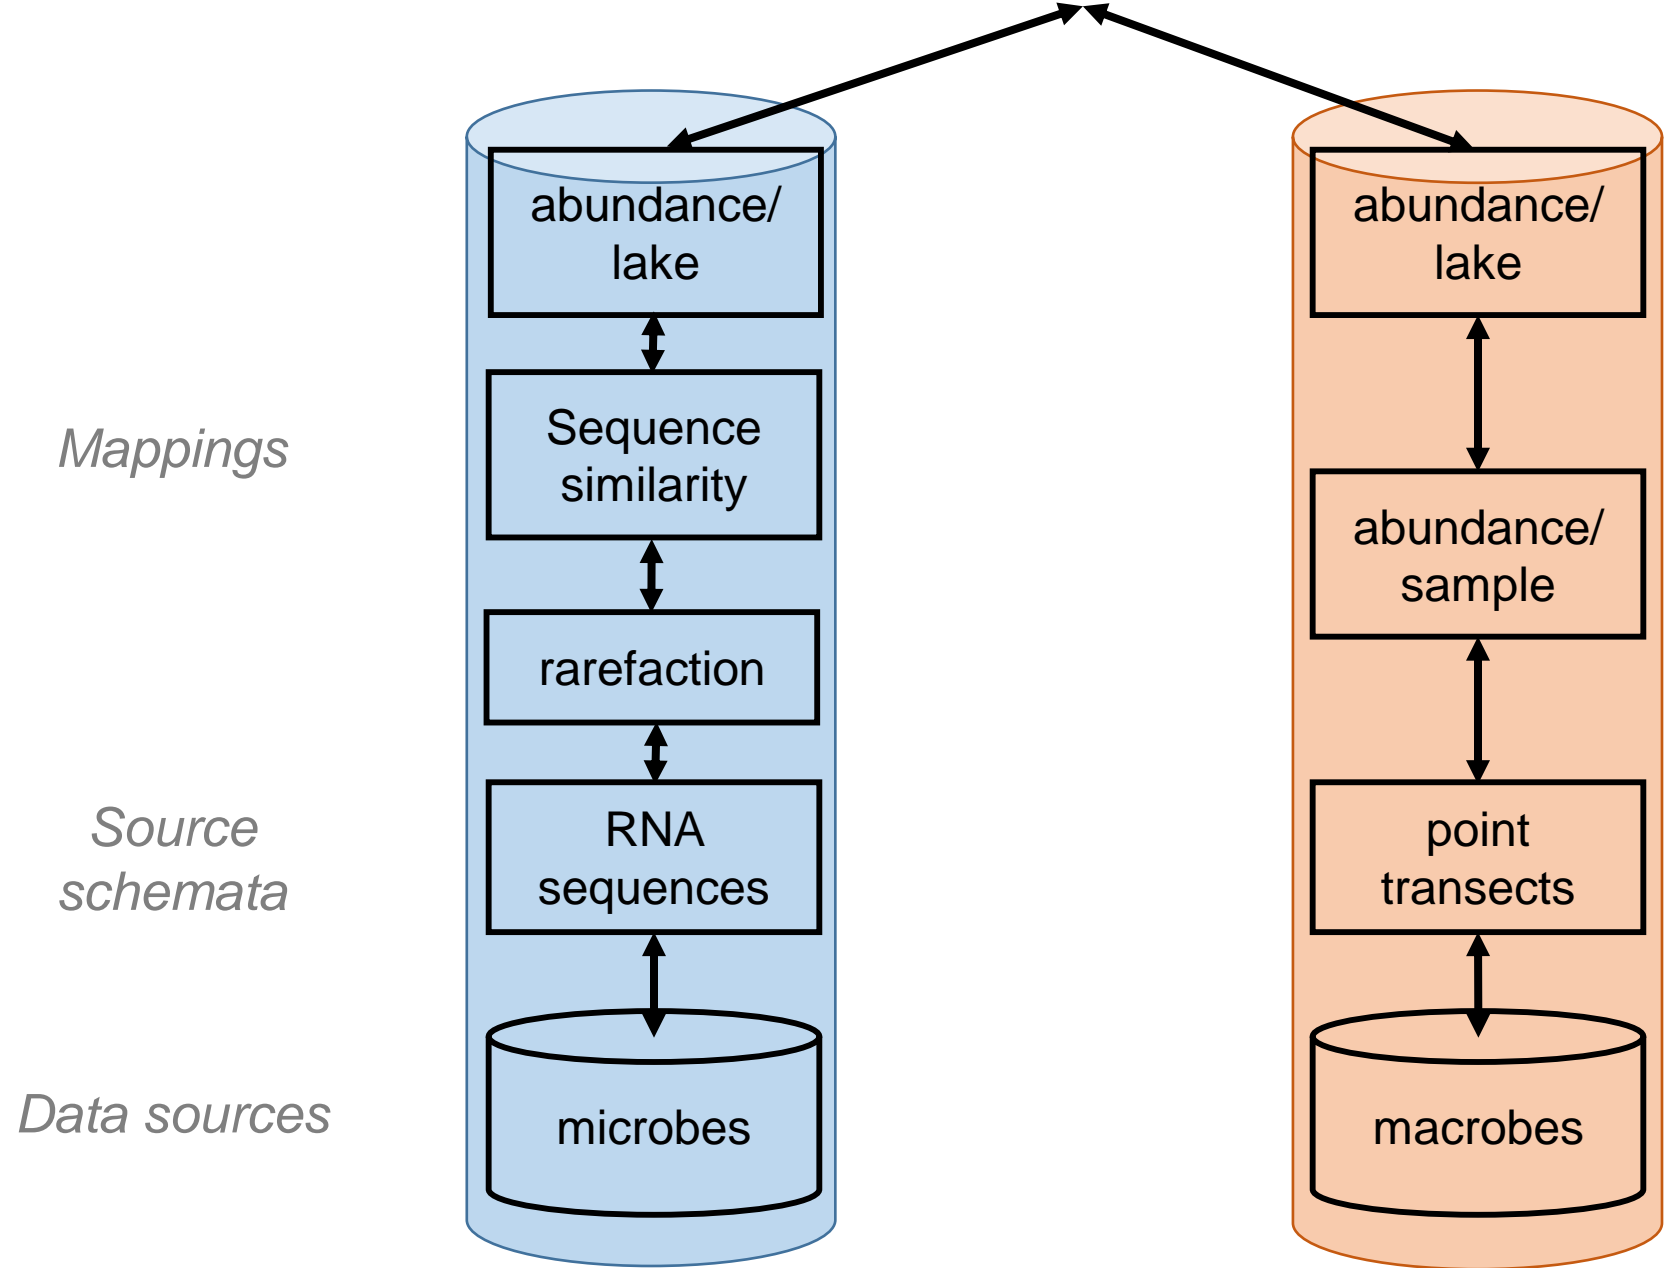 Mappings
Source
schemata
Data sources
abundance/
lake
Sequence
similarity
rarefaction
RNA
sequences
microbes
abundance/
lake
abundance/
sample
point
transects
macrobes